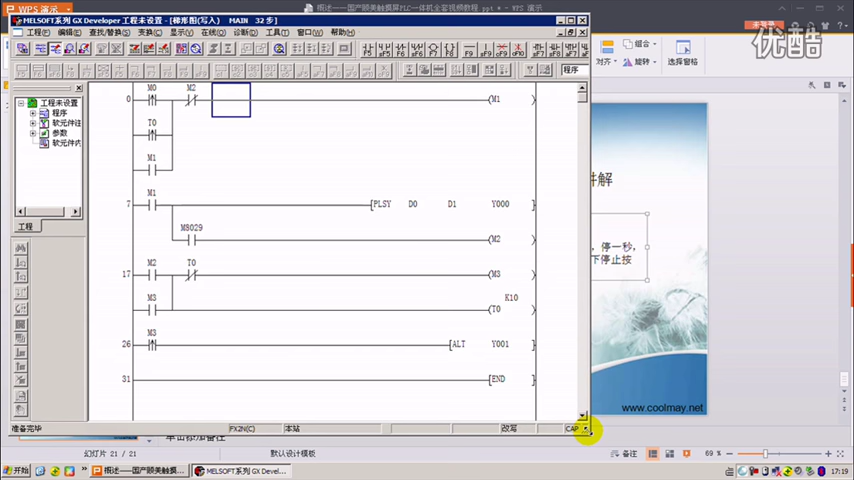 WPS 演示
概述——国产顾美触摸屏PLC一体机全套视频教程.ppt - WPS 演示
未登录
优酷
MELSOFT系列 GX Developer 工程未设置 - [梯形图(写入) MAIN 32 步]
工程(F) 编辑(E) 查找/替换(S) 变换(C) 显示(V) 在线(O) 诊断(D) 工具(T) 窗口(W) 帮助(H)
程序
组合
对齐
旋转
选择窗格
工程未设置
程序
软元件注
参数
软元件内
工程
M0 M2
0 (M1 )
T0
M1
M1
7 [PLSY D0 D1 Y000 ]
M8029
(M2 )
M2 T0
17 (M3 )
M3 K10
(T0 )
M3
26 [ALT Y001 ]
31 [END ]
讲解
，停一秒，
下停止按
www.coolmay.net
准备完毕 FX2N(C) 本站 改写 CAP
单击添加备注
幻灯片 21 / 21 默认设计模板 备注 69 %
开始 概述——国产顾美触摸... MELSOFT系列 GX Devel... 17:19